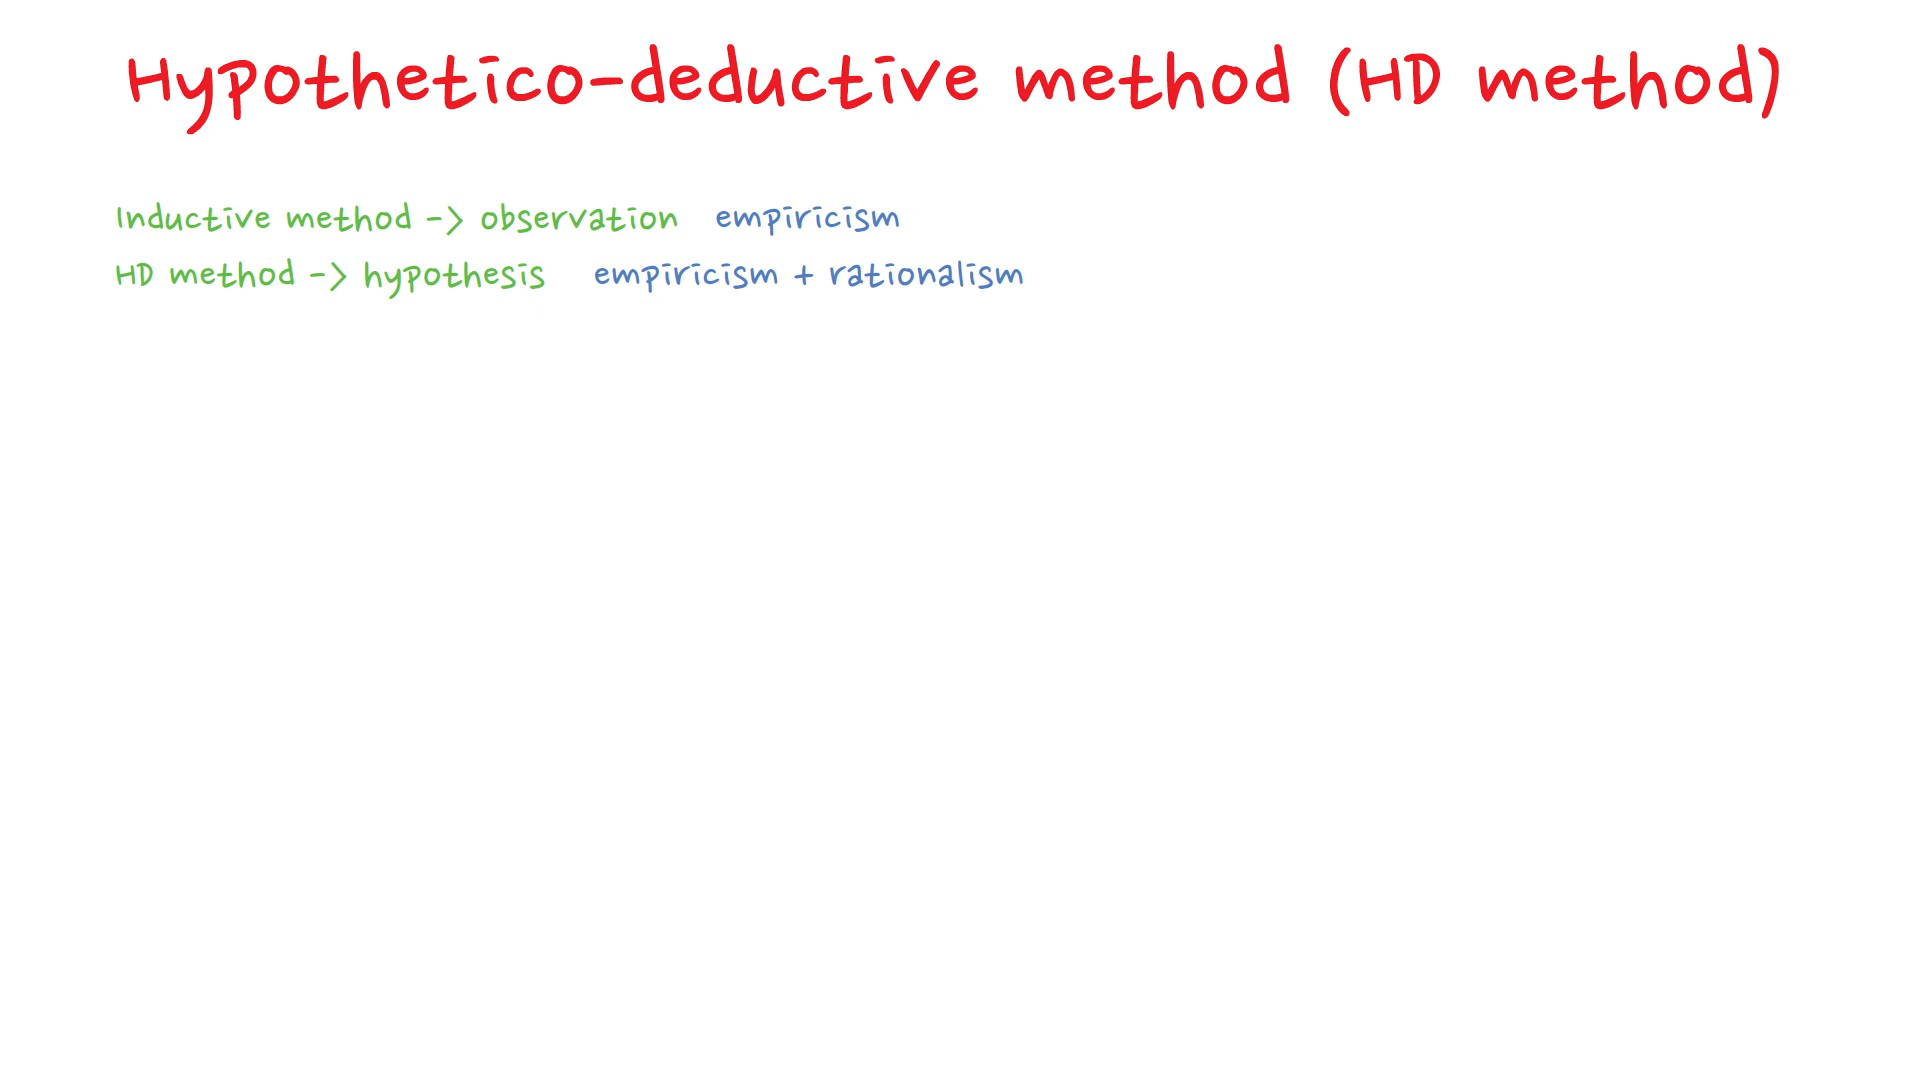 Hypothetico-deductive method (HD method)
Inductive method -> observation empiricism
HD method -> hypothesis empiricism + rationalism